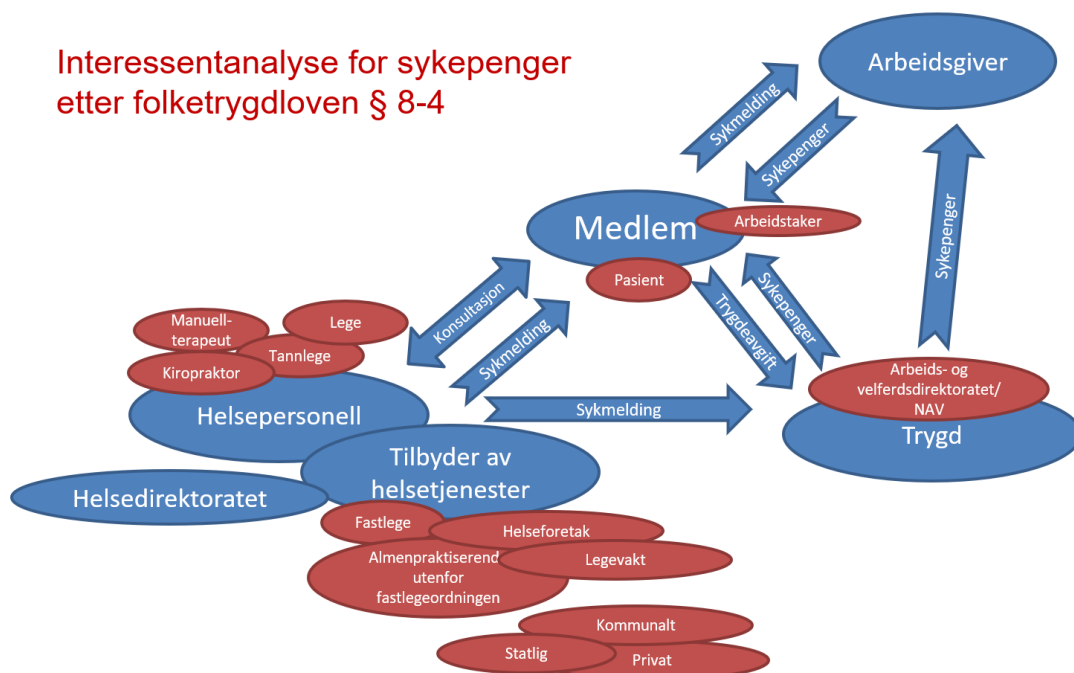 Interessentanalyse for sykepenger
etter folketrygdloven § 8-4
Arbeidsgiver
Sykmelding
Sykepenger
Sykepenger
Medlem
Arbeidstaker
Pasient
Konsultasjon
Sykmelding
Trygdeavgift
Sykepenger
Manuell-
terapeut
Lege
Tannlege
Kiropraktor
Helsepersonell
Sykmelding
Arbeids- og
velferdsdirektoratet/
NAV
Trygd
Tilbyder av
helsetjenester
Helsedirektoratet
Fastlege
Helseforetak
Almenpraktiserend
utenfor
fastlegeordningen
Legevakt
Kommunalt
Statlig
Privat